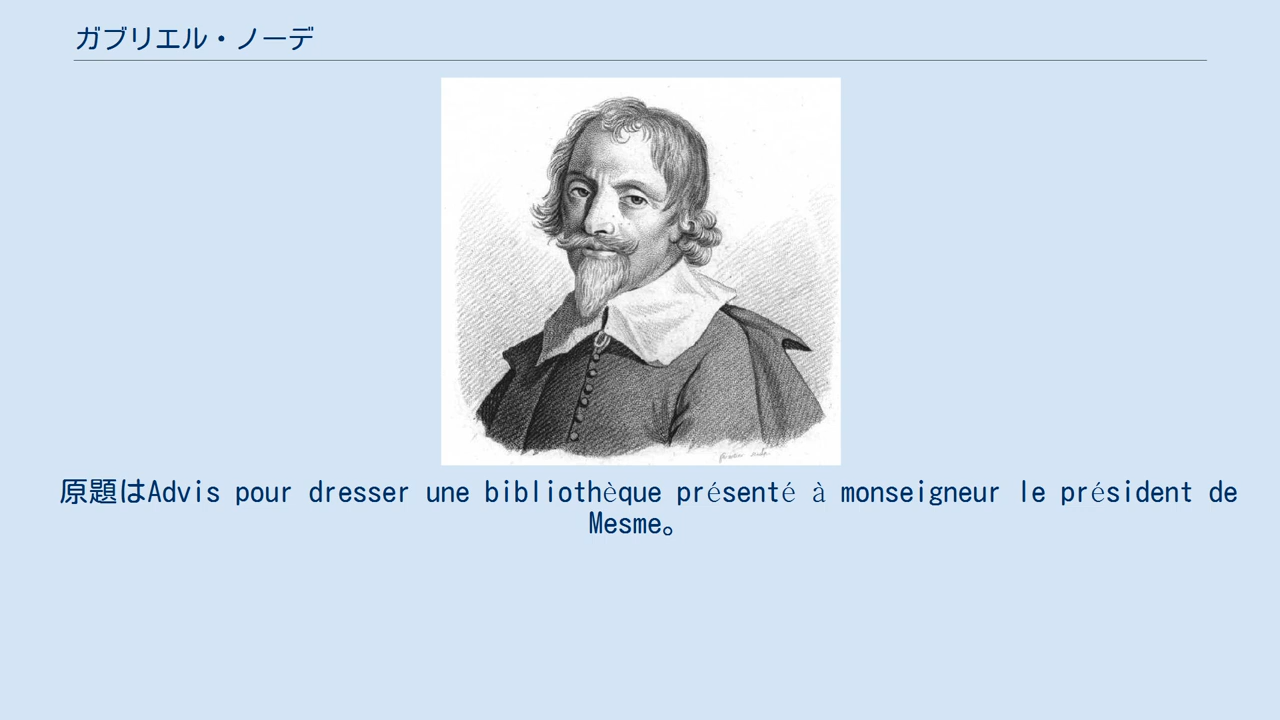 ガブリエル・ノーデ
原題はAdvis pour dresser une bibliothèque présenté à monseigneur le président de
Mesme。